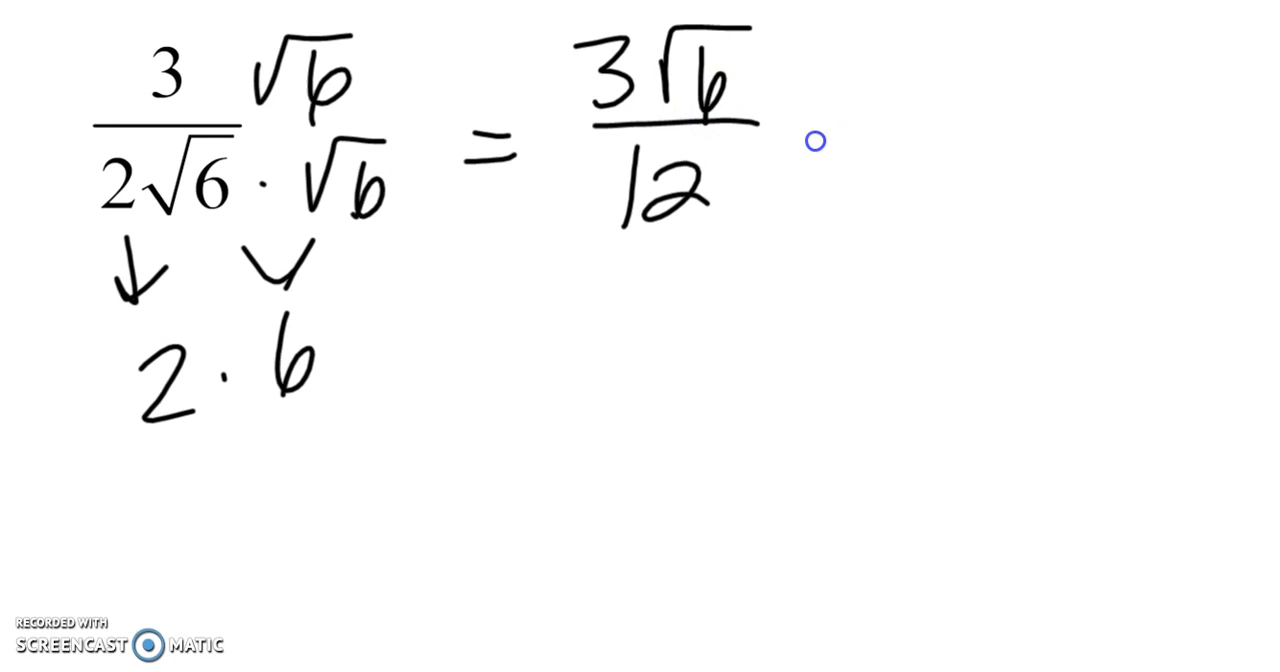 3 √6 = 3√6
2√6 · √6 12
2 · 6
RECORDED WITH
SCREENCAST MATIC